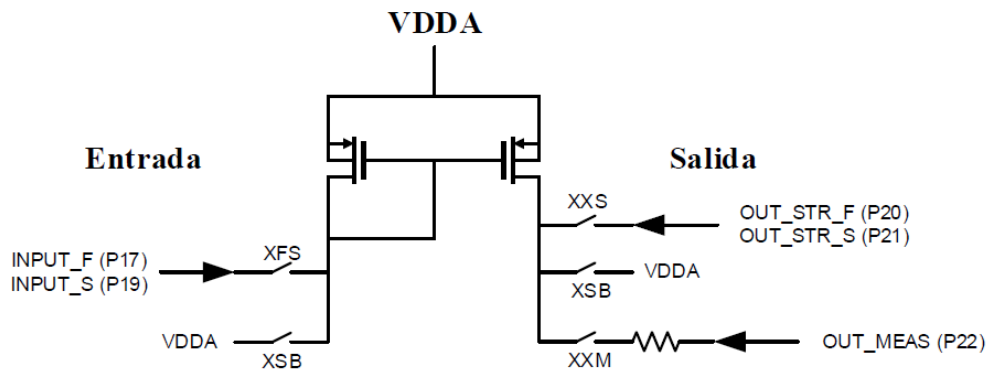 VDDA
Entrada
Salida
XXS
OUT_STR_F (P20)
OUT_STR_S (P21)
INPUT_F (P17)
INPUT_S (P19)
XFS
VDDA
XSB
VDDA
XSB
XXM
OUT_MEAS (P22)